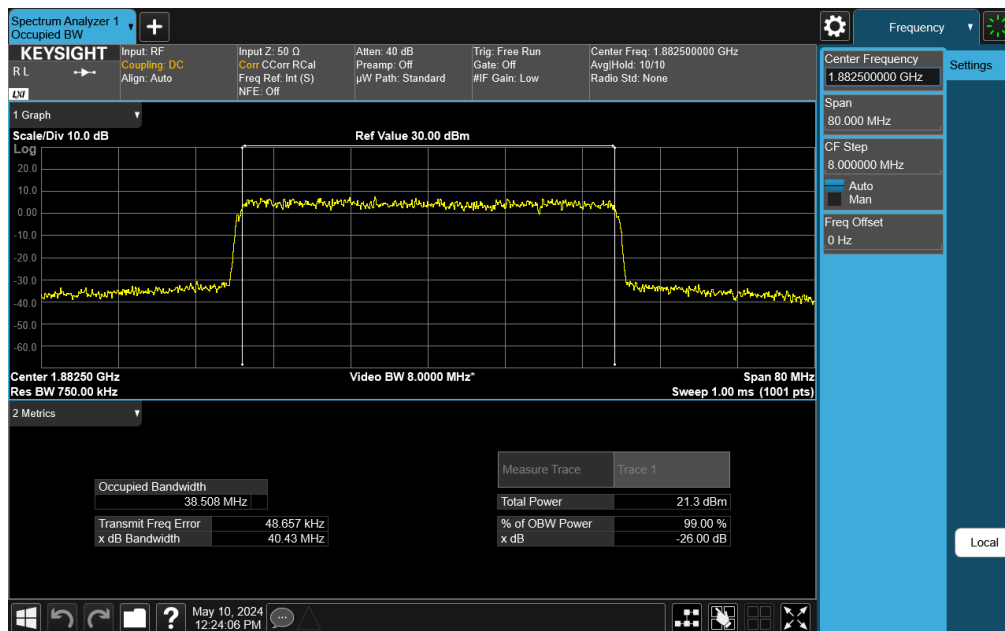 Spectrum Analyzer 1
Occupied BW
Frequency
KEYSIGHT
R L
LXI
Input: RF
Coupling: DC
Align: Auto
Input Z: 50 Ω
Corr CCorr RCal
Freq Ref: Int (S)
NFE: Off
Atten: 40 dB
Preamp: Off
µW Path: Standard
Trig: Free Run
Gate: Off
#IF Gain: Low
Center Freq: 1.882500000 GHz
Avg|Hold: 10/10
Radio Std: None
Center Frequency
1.882500000 GHz
Settings
Span
80.000 MHz
CF Step
8.000000 MHz
Auto
Man
Freq Offset
0 Hz
1 Graph
Scale/Div 10.0 dB
Ref Value 30.00 dBm
Log
20.0
10.0
0.00
-10.0
-20.0
-30.0
-40.0
-50.0
-60.0
Center 1.88250 GHz
Video BW 8.0000 MHz*
Span 80 MHz
Res BW 750.00 kHz
Sweep 1.00 ms (1001 pts)
2 Metrics
Measure Trace Trace 1
Occupied Bandwidth
38.508 MHz
Total Power 21.3 dBm
Transmit Freq Error 48.657 kHz
% of OBW Power 99.00 %
x dB Bandwidth 40.43 MHz
x dB -26.00 dB
Local
?
May 10, 2024
12:24:06 PM